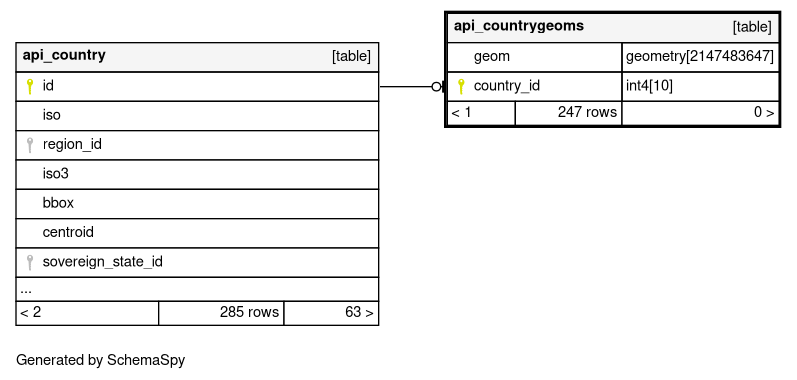 api_country [table]
id
iso
region_id
iso3
bbox
centroid
sovereign_state_id
...
< 2 285 rows 63 >
api_countrygeoms [table]
geom geometry[2147483647]
country_id int4[10]
< 1 247 rows 0 >
Generated by SchemaSpy